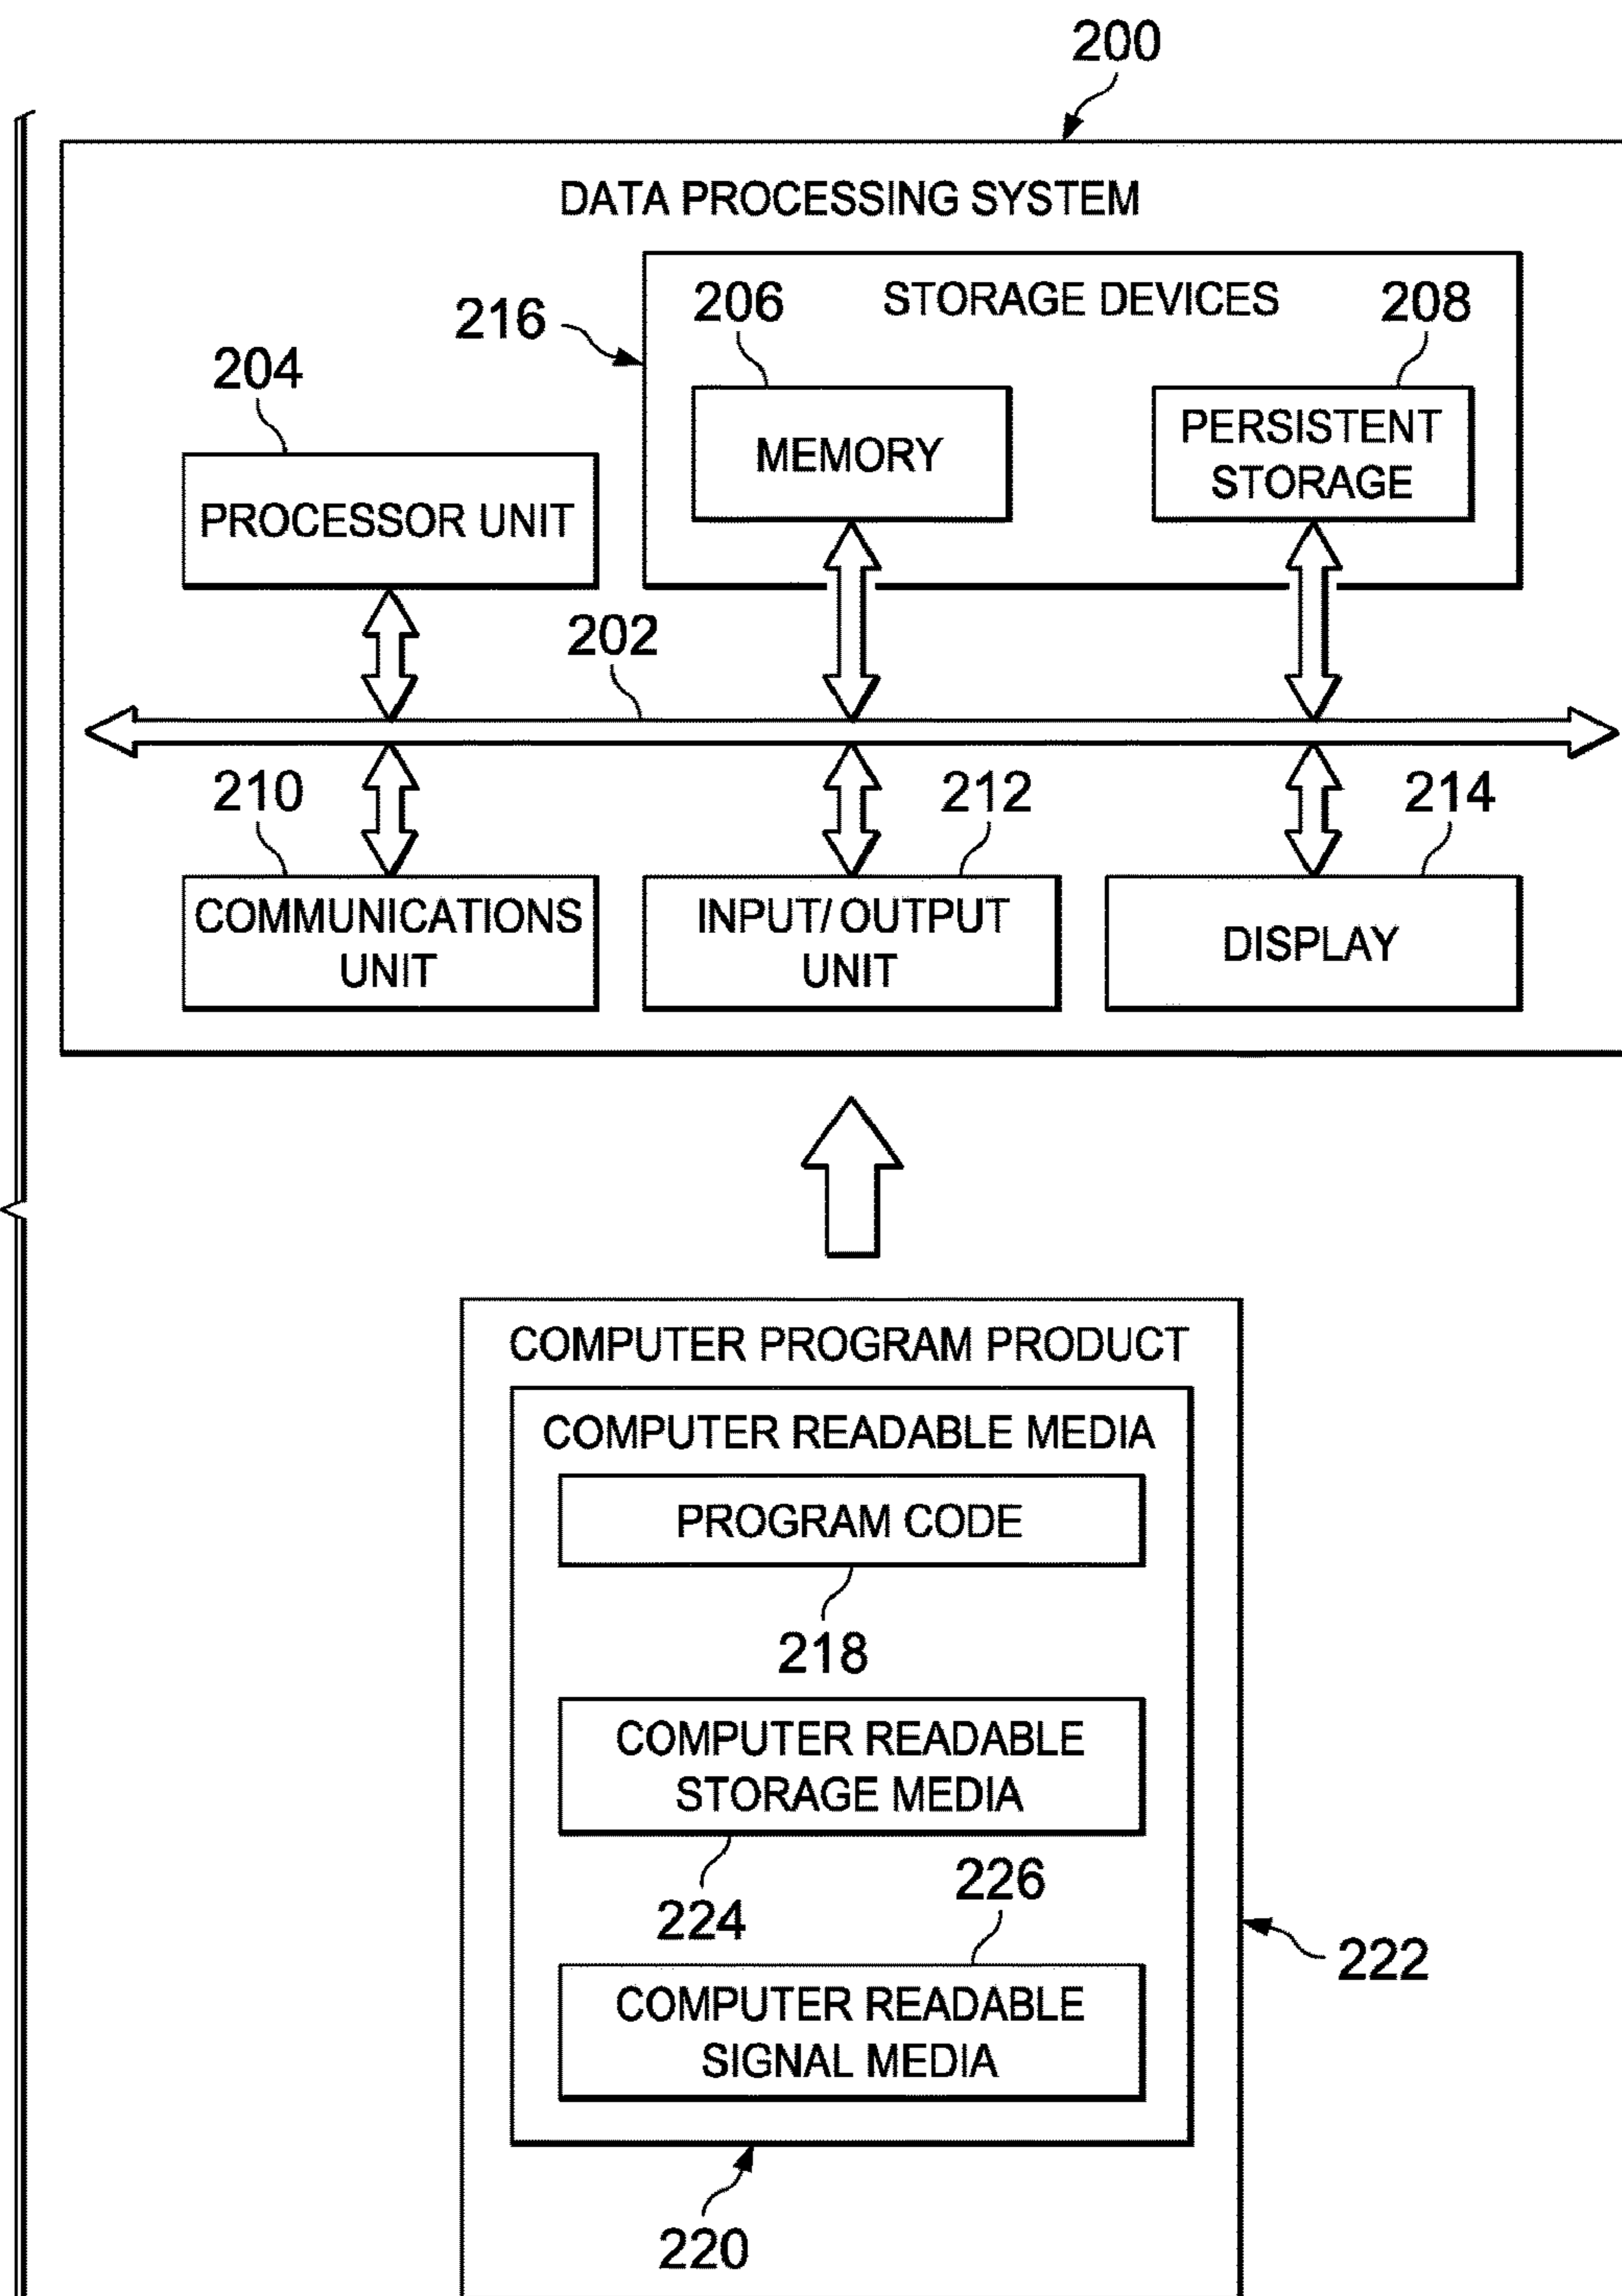 200
DATA PROCESSING SYSTEM
216
206
STORAGE DEVICES
208
204
MEMORY
PERSISTENT
STORAGE
PROCESSOR UNIT
202
210
212
214
COMMUNICATIONS
UNIT
INPUT/OUTPUT
UNIT
DISPLAY
COMPUTER PROGRAM PRODUCT
COMPUTER READABLE MEDIA
PROGRAM CODE
218
COMPUTER READABLE
STORAGE MEDIA
224
226
222
COMPUTER READABLE
SIGNAL MEDIA
220